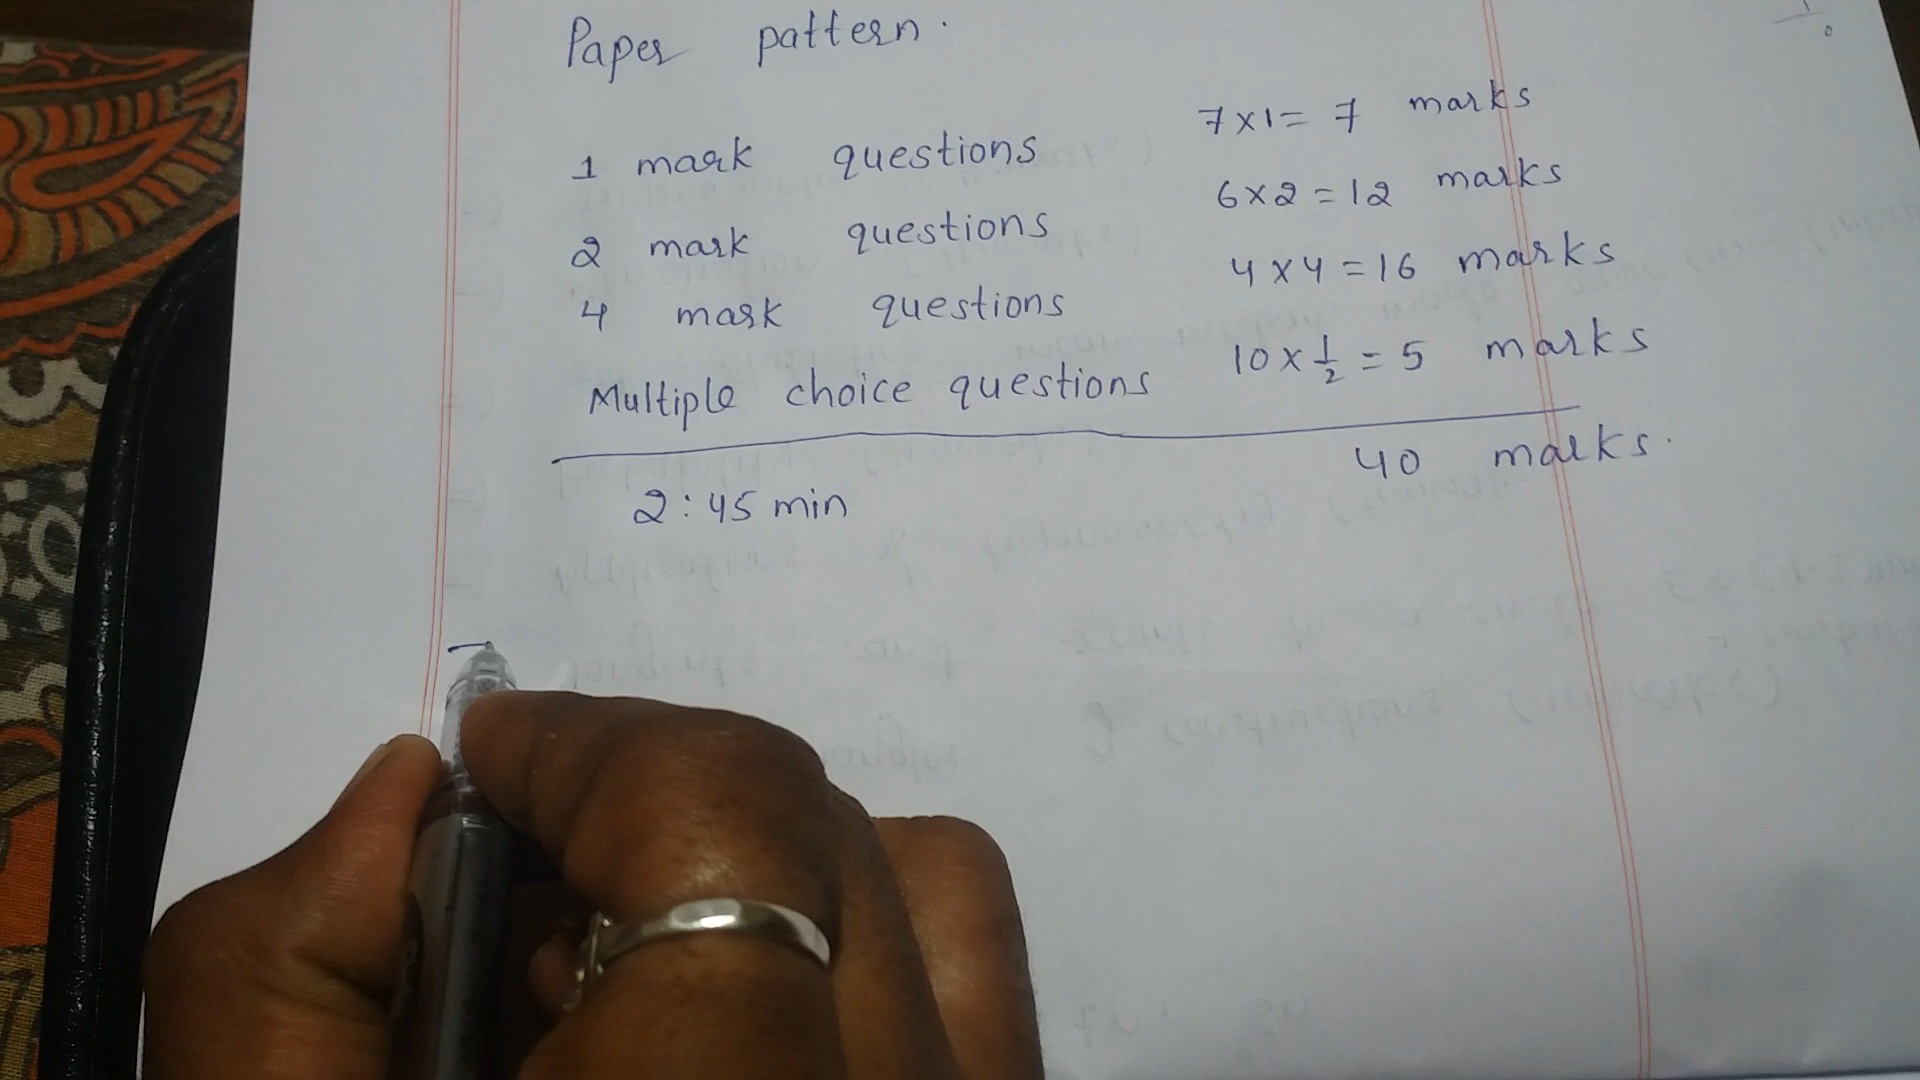 Paper pattern.
1 mark questions 7x1= 7 marks
2 mark questions 6x2=12 marks
4 mark questions 4x4=16 marks
Multiple choice questions 10x1/2=5 marks
40 marks.
2:45 min